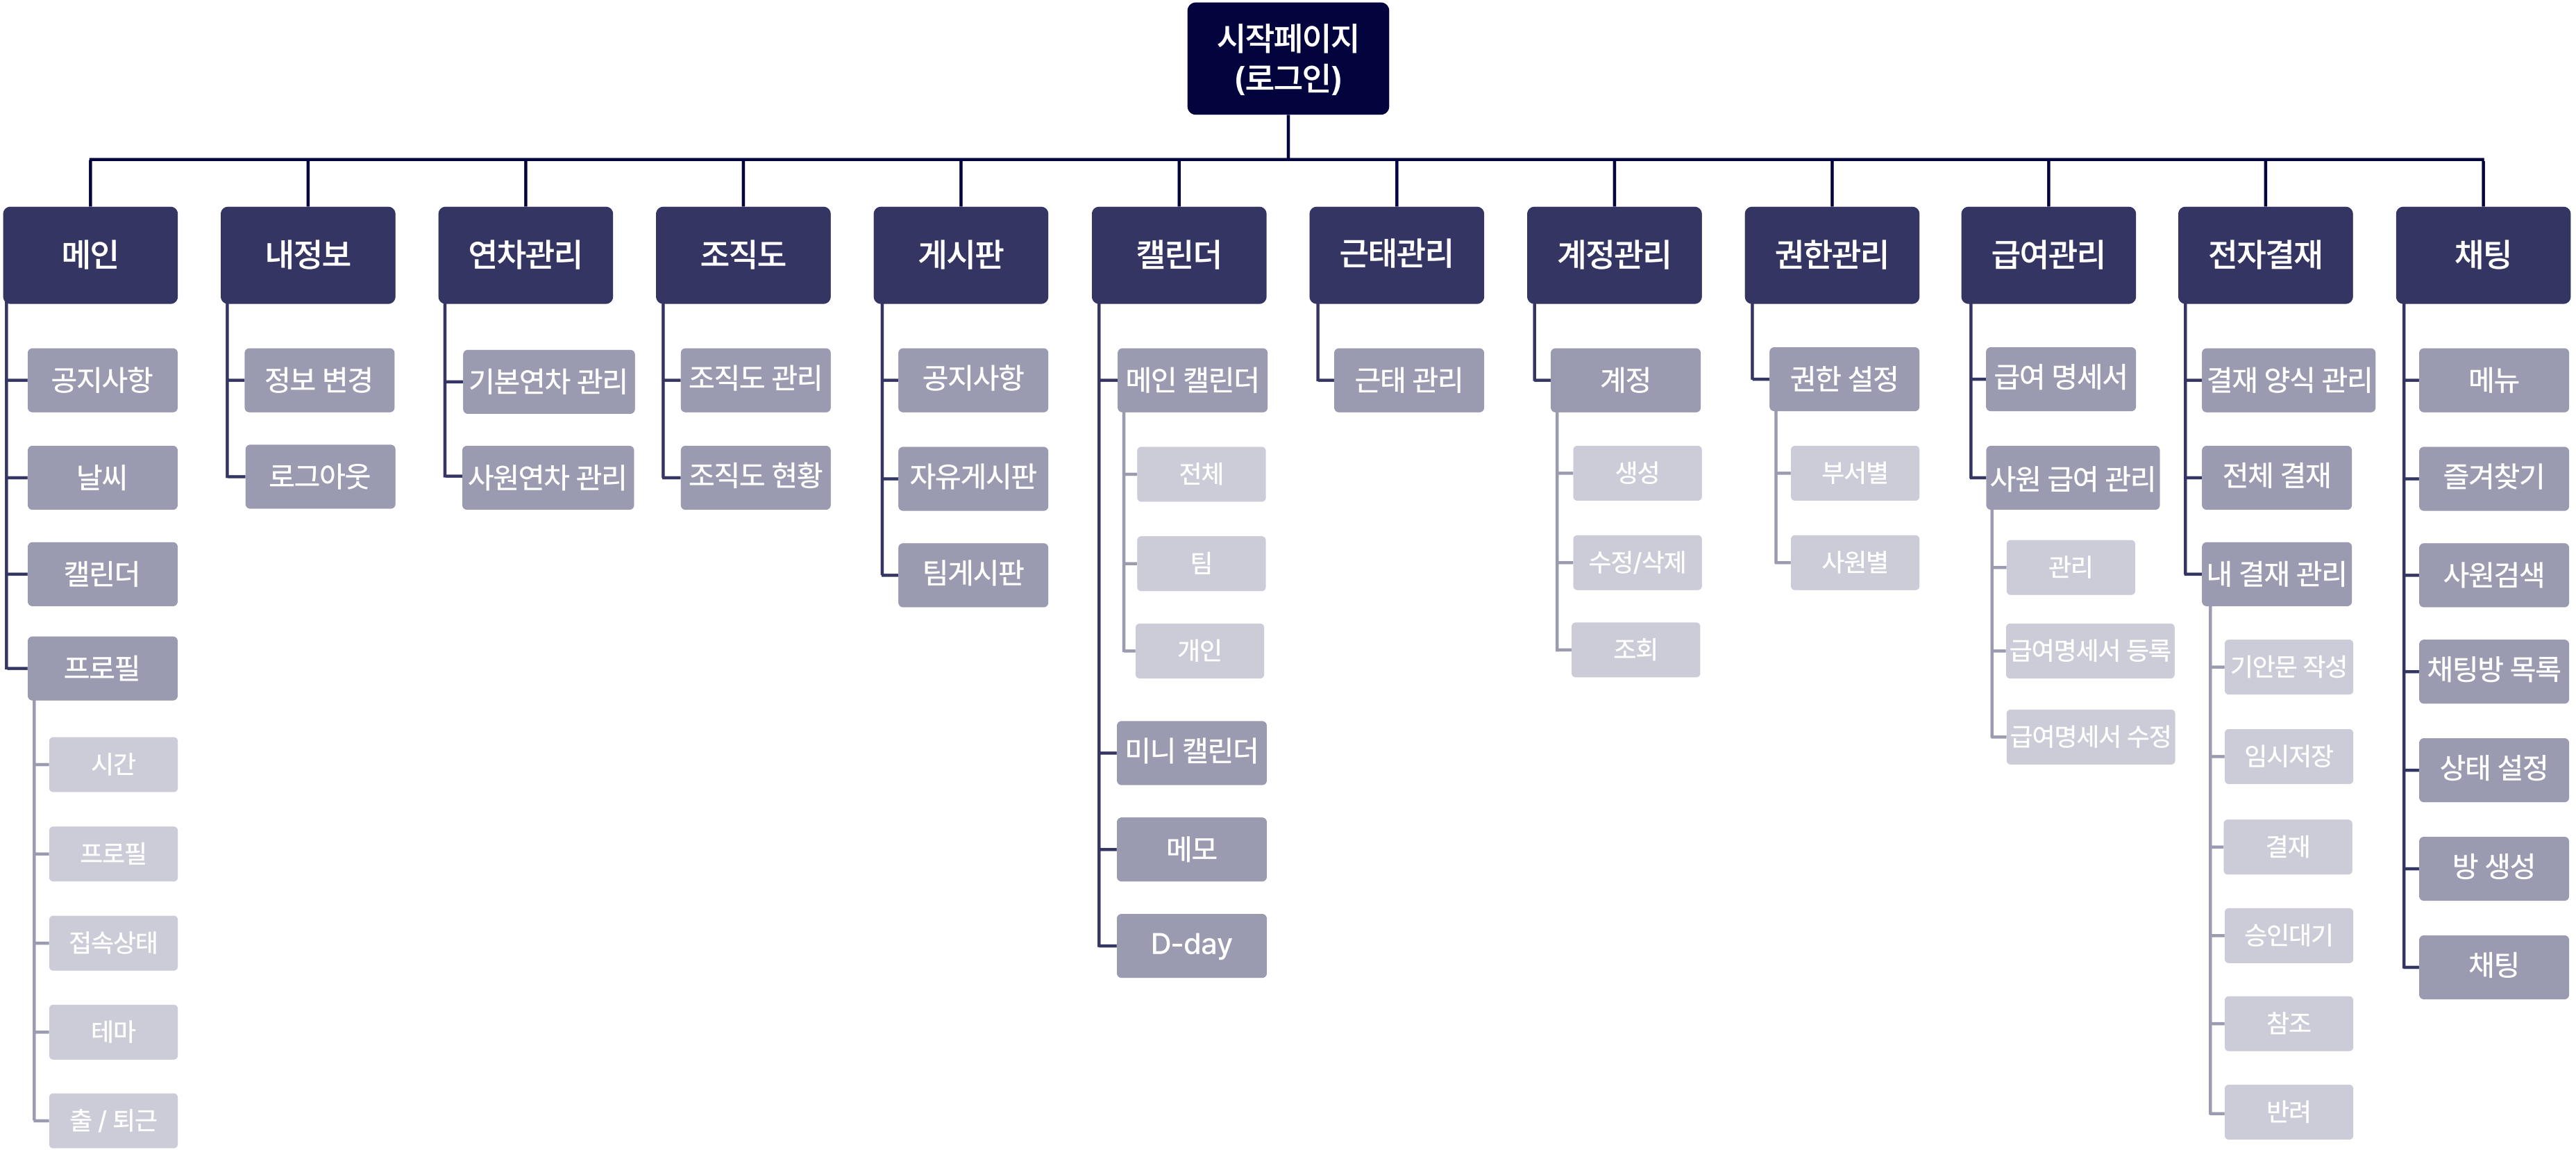 시작페이지
(로그인)
메인
공지사항
날씨
캘린더
프로필
시간
프로필
접속상태
테마
출 / 퇴근
내정보
정보 변경
로그아웃
연차관리
기본연차 관리
사원연차 관리
조직도
조직도 관리
조직도 현황
게시판
공지사항
자유게시판
팀게시판
캘린더
메인 캘린더
전체
팀
개인
미니 캘린더
메모
D-day
근태관리
근태 관리
계정관리
계정
생성
수정/삭제
조회
권한관리
권한 설정
부서별
사원별
급여관리
급여 명세서
사원 급여 관리
관리
급여명세서 등록
급여명세서 수정
전자결재
결재 양식 관리
전체 결재
내 결재 관리
기안문 작성
임시저장
결재
승인대기
참조
반려
채팅
메뉴
즐겨찾기
사원검색
채팅방 목록
상태 설정
방 생성
채팅